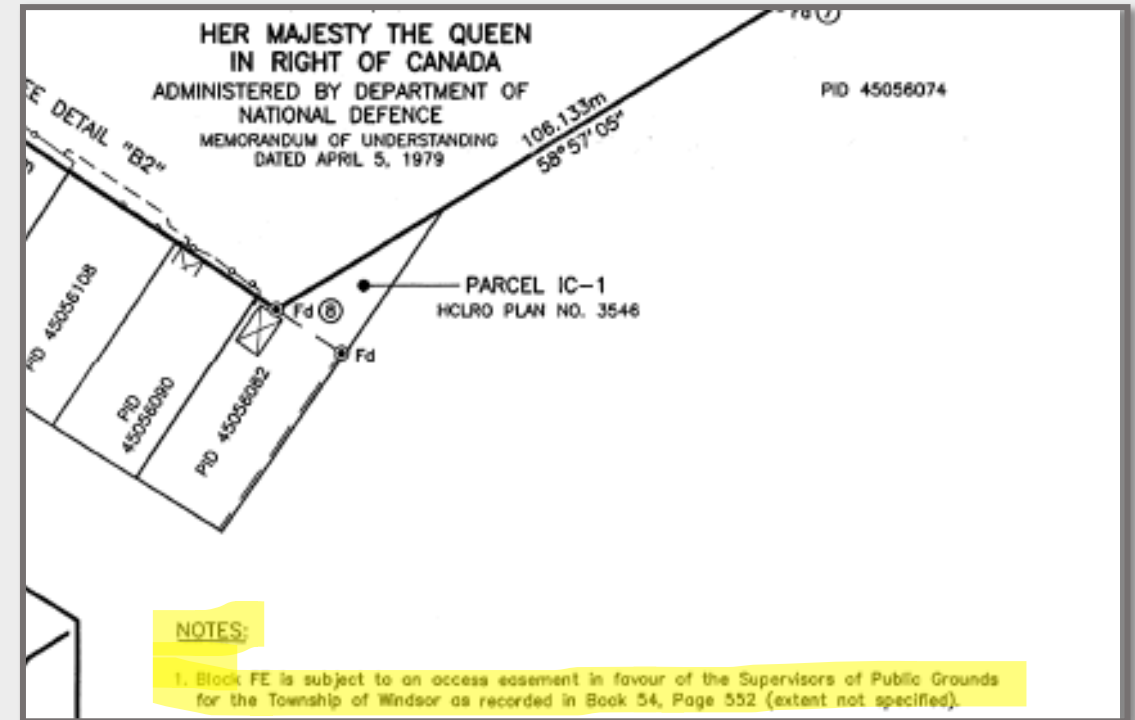 Fd ⑦
HER MAJESTY THE QUEEN
IN RIGHT OF CANADA
ADMINISTERED BY DEPARTMENT OF
NATIONAL DEFENCE
MEMORANDUM OF UNDERSTANDING
DATED APRIL 5, 1979
PID 45056074
DETAIL "B2"
106.133m
58°57'05"
PARCEL IC-1
HCLRO PLAN NO. 3546
Fd ⑧
Fd
PID 45056108
PID
45056090
PID 45056082
NOTES:
1. Block FE is subject to an access easement in favour of the Supervisors of Public Grounds
for the Township of Windsor as recorded in Book 54, Page 552 (extent not specified).